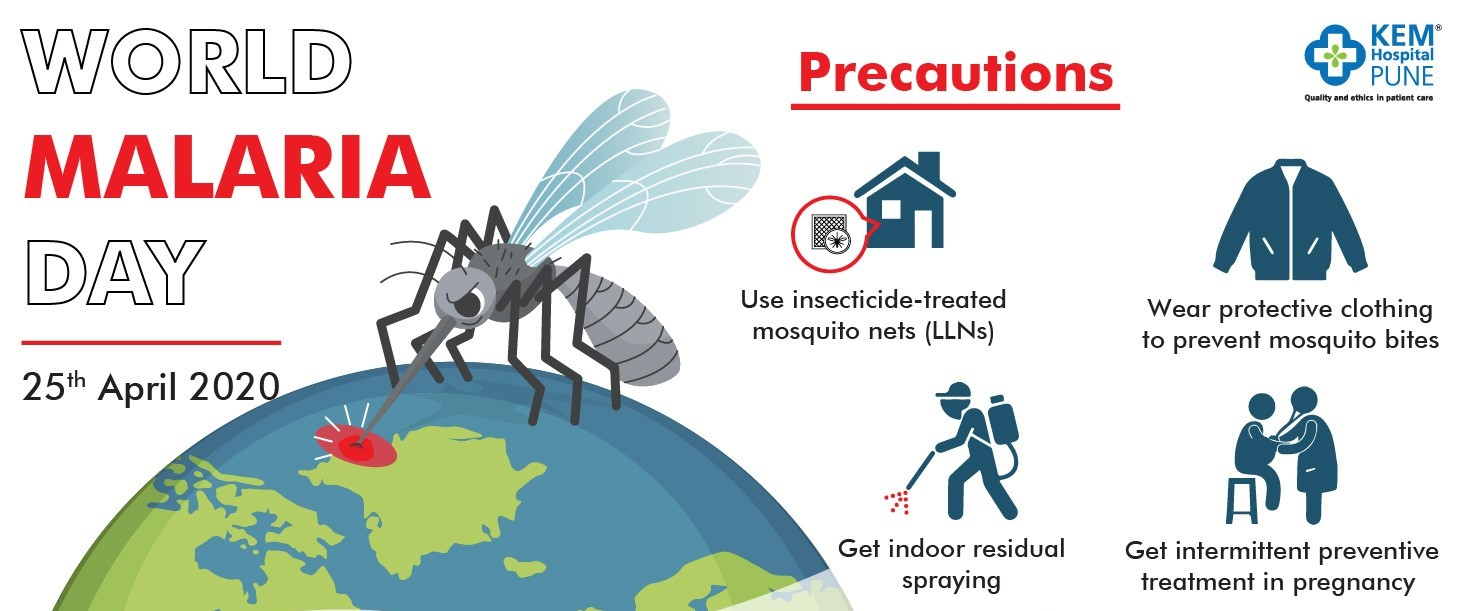 WORLD
MALARIA
DAY
25th April 2020
Precautions
KEM®
Hospital
PUNE
Quality and ethics in patient care
Use insecticide-treated
mosquito nets (LLNs)
Wear protective clothing
to prevent mosquito bites
Get indoor residual
spraying
Get intermittent preventive
treatment in pregnancy